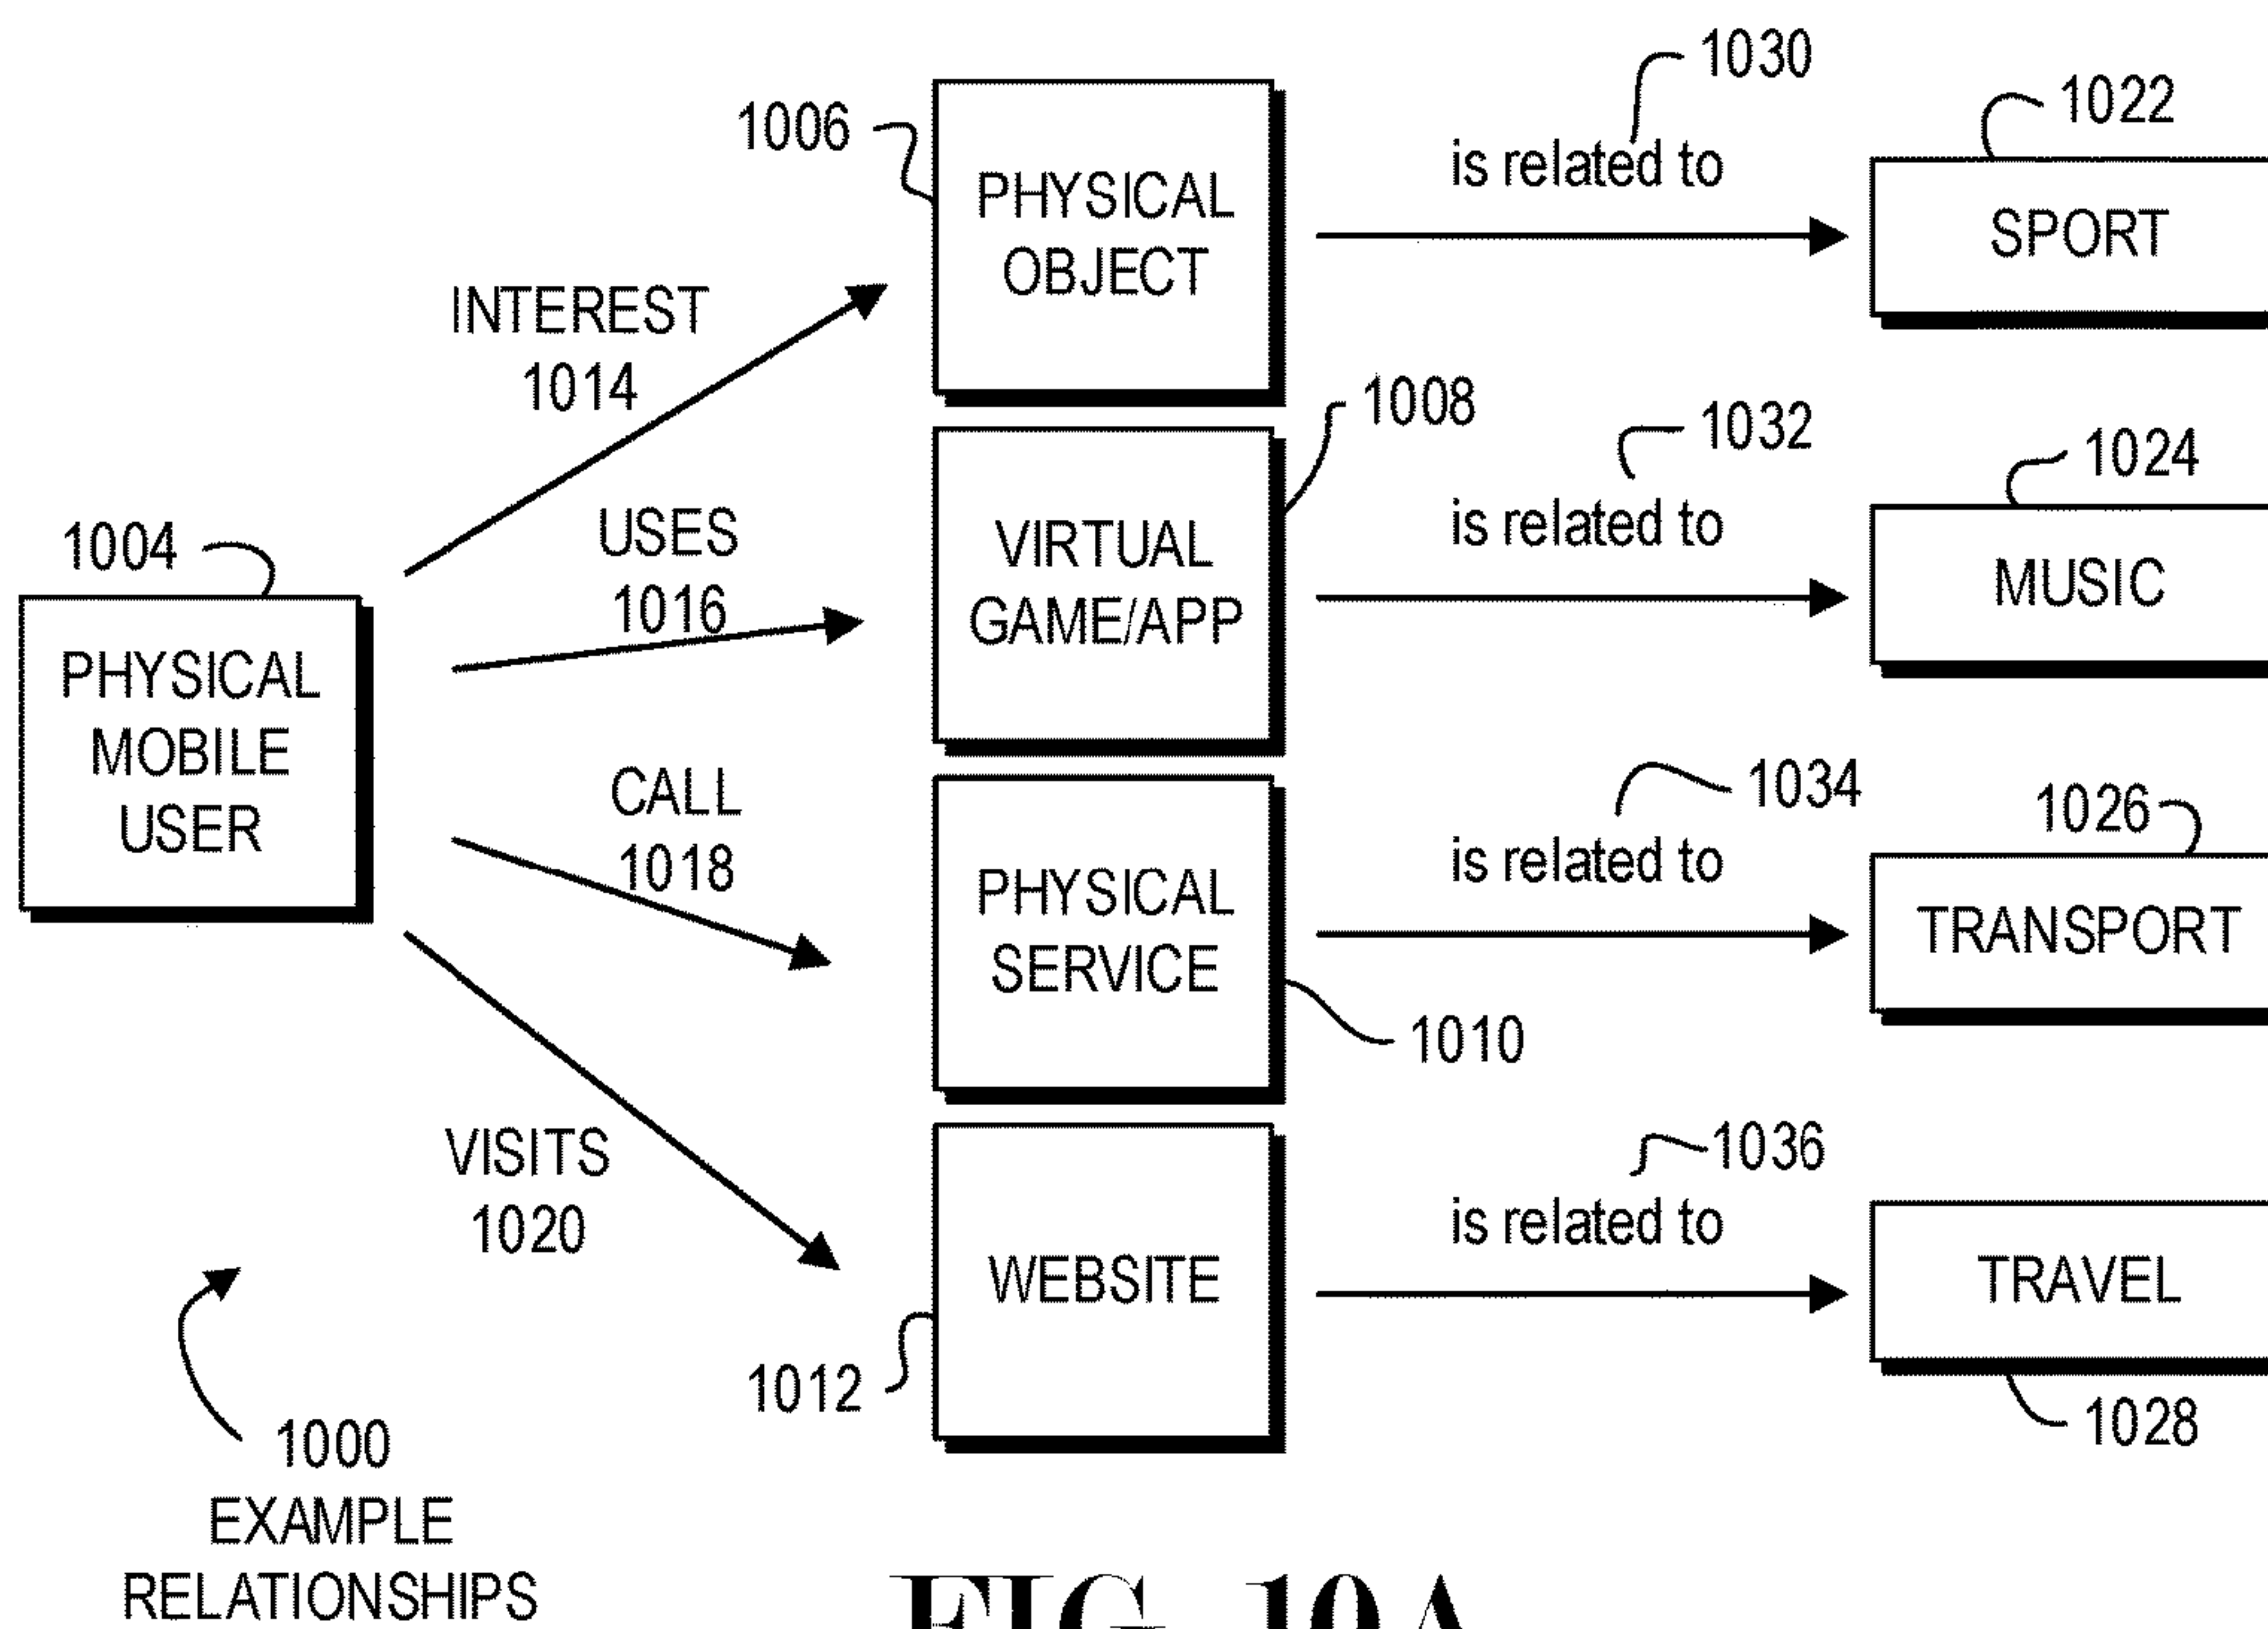 1030
1022
1006
is related to
PHYSICAL
OBJECT
SPORT
INTEREST
1014
1008
1032
1024
is related to
1004
USES
1016
VIRTUAL
GAME/APP
MUSIC
PHYSICAL
MOBILE
USER
CALL
1018
1034
1026
is related to
PHYSICAL
SERVICE
TRANSPORT
1010
VISITS
1020
1036
is related to
WEBSITE
TRAVEL
1012
1028
1000
EXAMPLE
RELATIONSHIPS
FIG. 10A